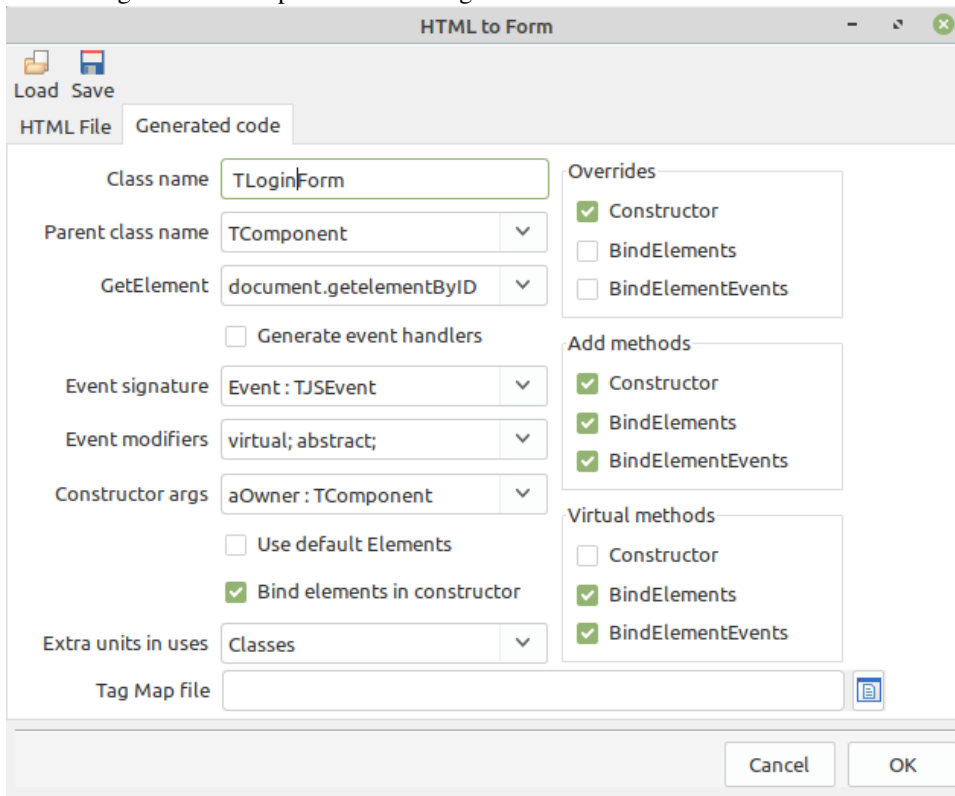 HTML to Form
Load Save
HTML File Generated code
Class name TLoginForm
Parent class name TComponent
GetElement document.getelementByID
Generate event handlers
Event signature Event : TJSEvent
Event modifiers virtual; abstract;
Constructor args aOwner : TComponent
Use default Elements
Bind elements in constructor
Extra units in uses Classes
Tag Map file
Overrides
Constructor
BindElements
BindElementEvents
Add methods
Constructor
BindElements
BindElementEvents
Virtual methods
Constructor
BindElements
BindElementEvents
Cancel OK